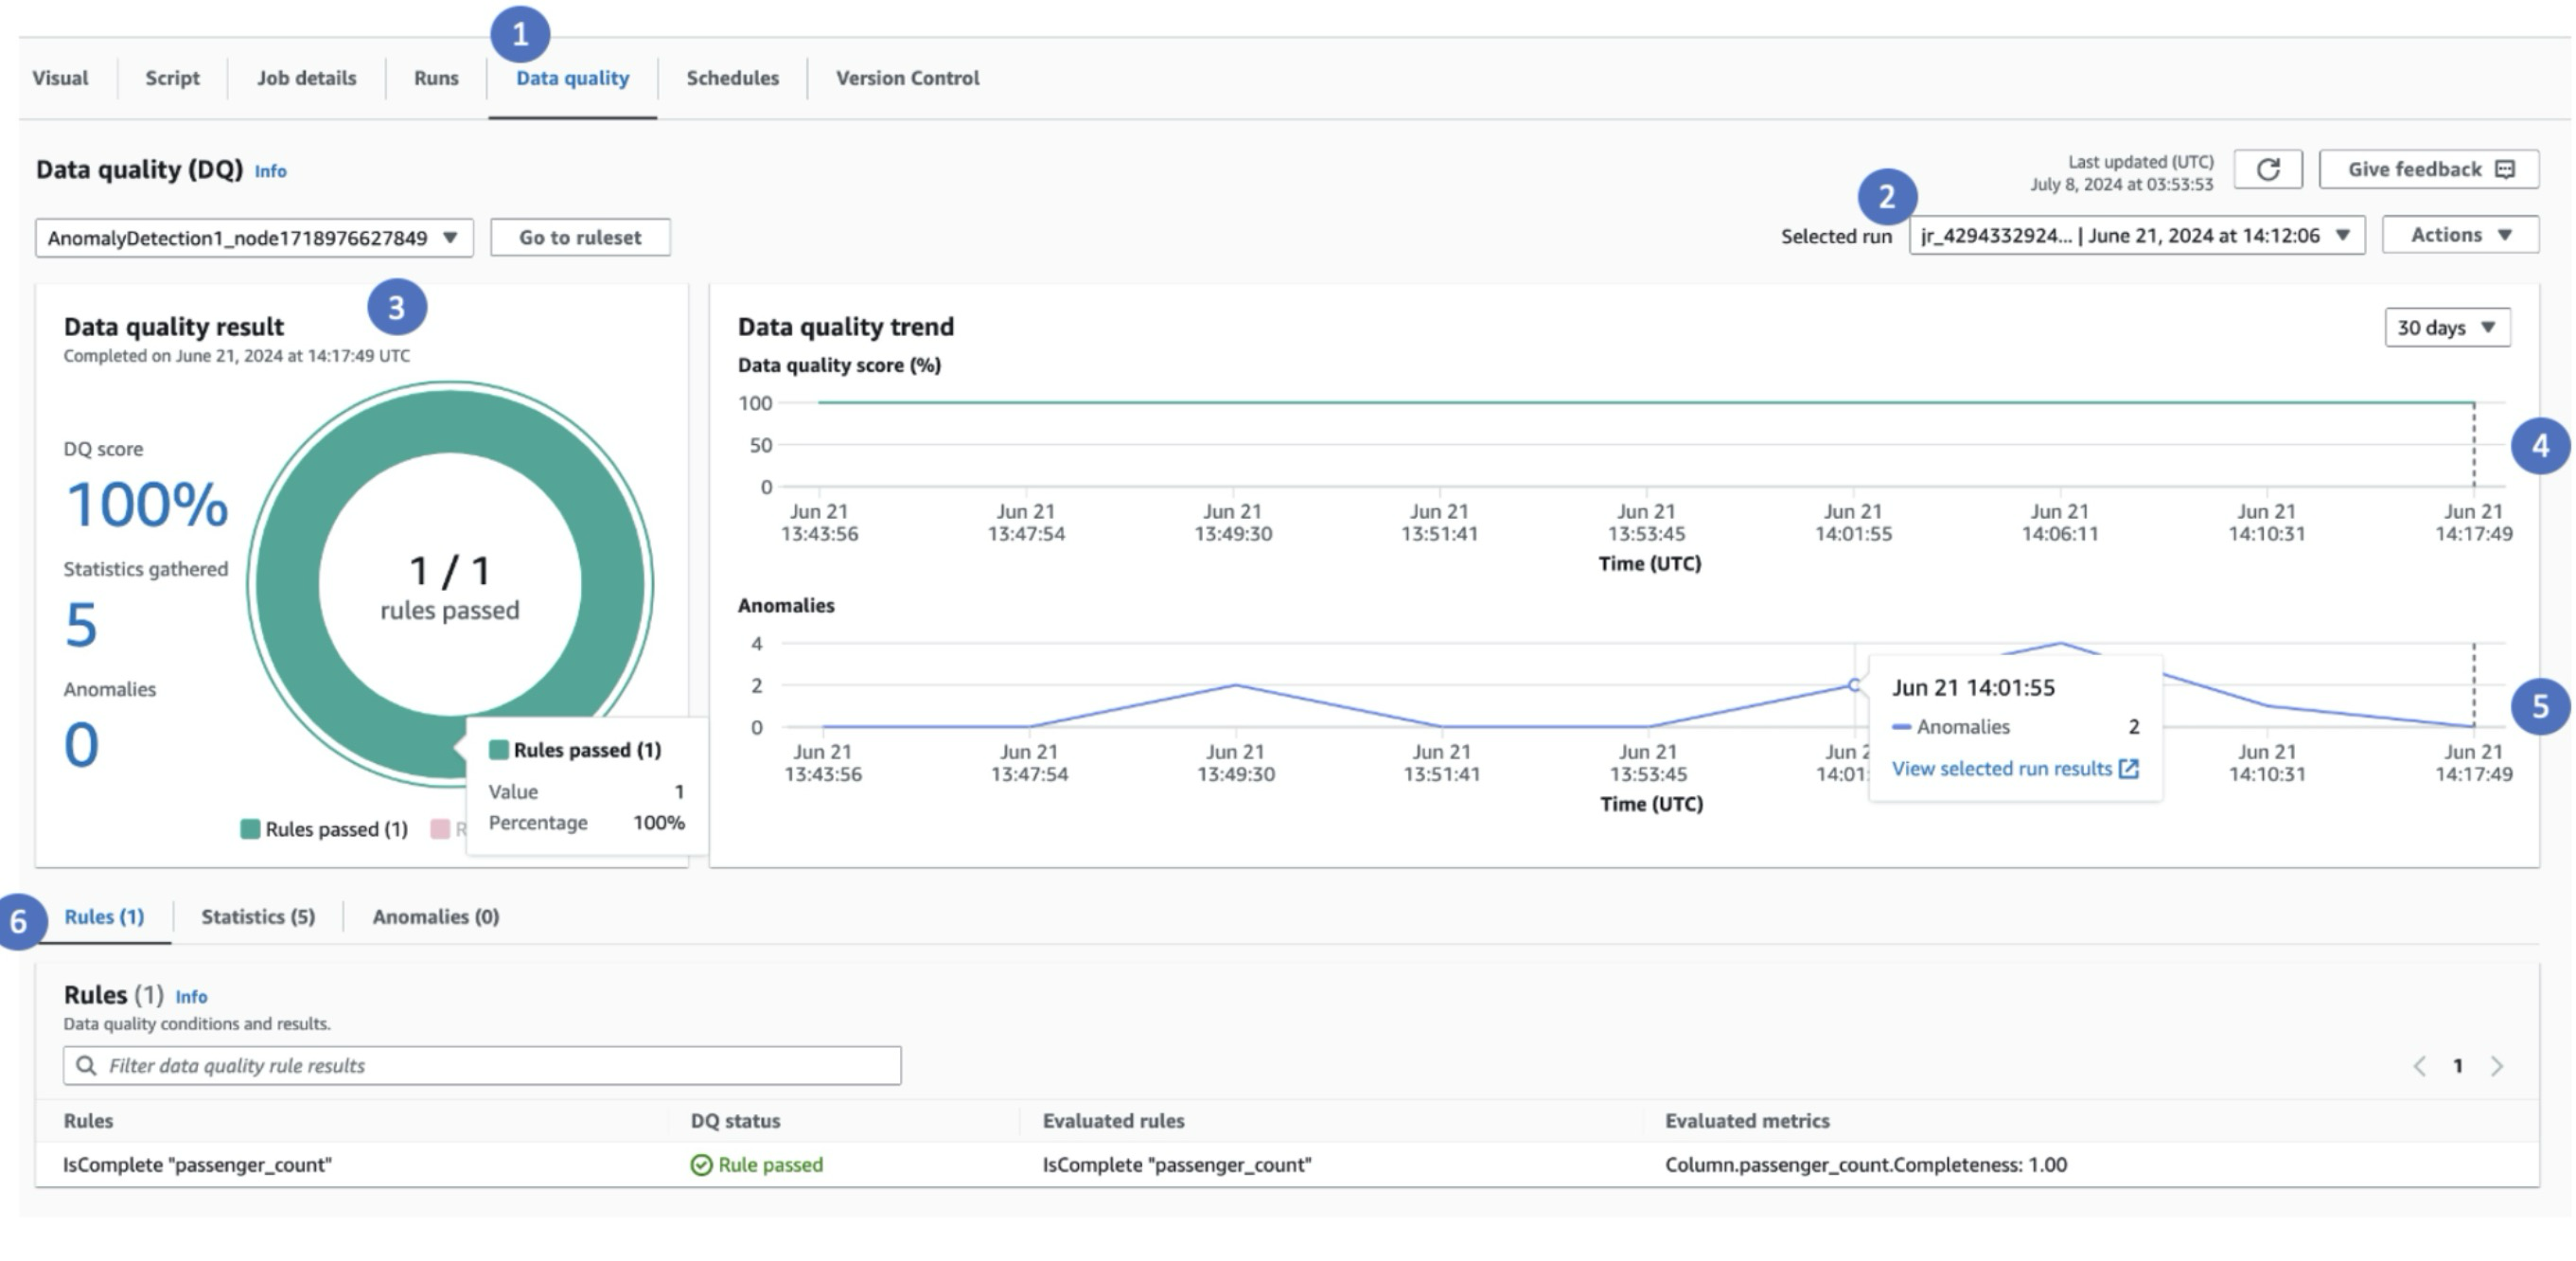 1
Visual Script Job details Runs Data quality Schedules Version Control
Data quality (DQ) Info
Last updated (UTC)
July 8, 2024 at 03:53:53
Give feedback
2
AnomalyDetection1_node1718976627849 Go to ruleset
Selected run jr_4294332924... | June 21, 2024 at 14:12:06 Actions
3
Data quality result
Completed on June 21, 2024 at 14:17:49 UTC
DQ score
100%
Statistics gathered
5
Anomalies
0
1 / 1
rules passed
Rules passed (1)
Value 1
Percentage 100%
Rules passed (1) R
Data quality trend
30 days
Data quality score (%)
100
50
0
4
Jun 21 Jun 21 Jun 21 Jun 21 Jun 21 Jun 21 Jun 21 Jun 21 Jun 21
13:43:56 13:47:54 13:49:30 13:51:41 13:53:45 14:01:55 14:06:11 14:10:31 14:17:49
Time (UTC)
Anomalies
4
2
0
5
Jun 21 14:01:55
Anomalies 2
View selected run results
Jun 21 Jun 21 Jun 21 Jun 21 Jun 21 Jun 2 Jun 21 Jun 21
13:43:56 13:47:54 13:49:30 13:51:41 13:53:45 14:01: 14:10:31 14:17:49
Time (UTC)
6
Rules (1) Statistics (5) Anomalies (0)
Rules (1) Info
Data quality conditions and results.
Filter data quality rule results
1
Rules DQ status Evaluated rules Evaluated metrics
IsComplete "passenger_count" Rule passed IsComplete "passenger_count" Column.passenger_count.Completeness: 1.00